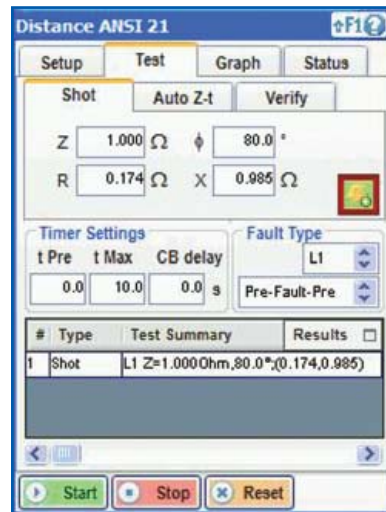 Distance ANSI 21 ⇧F1?
Setup Test Graph Status
Shot Auto Z-t Verify
Z 1.000 Ω ϕ 80.0 °
R 0.174 Ω X 0.985 Ω
Timer Settings Fault Type
t Pre t Max CB delay L1
0.0 10.0 0.0 s Pre-Fault-Pre
# Type Test Summary Results
1 Shot L1 Z=1.000Ohm,80.0°;(0.174,0.985)
Start Stop Reset